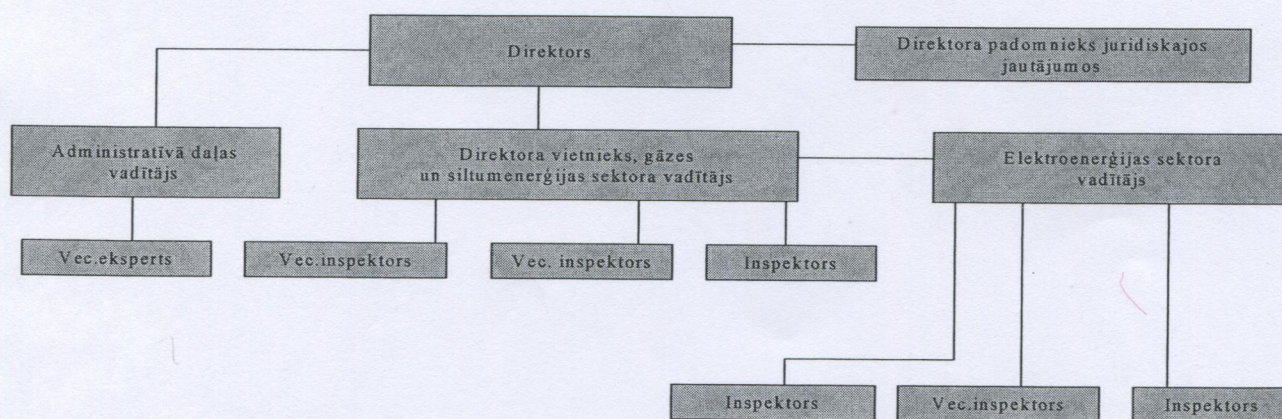 Direktors
Direktora padomnieks juridiskajos
jautājumos
Administratīvā daļas
vadītājs
Direktora vietnieks, gāzes
un siltumenerģijas sektora vadītājs
Elektroenerģijas sektora
vadītājs
Vec.eksperts
Vec.inspektors
Vec. inspektors
Inspektors
Inspektors
Vec.inspektors
Inspektors